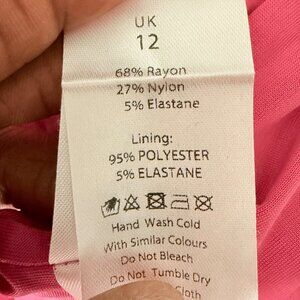 UK
12
68% Rayon
27% Nylon
5% Elastane
Lining:
95% POLYESTER
5% ELASTANE
Hand Wash Cold
With Similar Colours
Do Not Bleach
Do Not Tumble Dry
Cloth